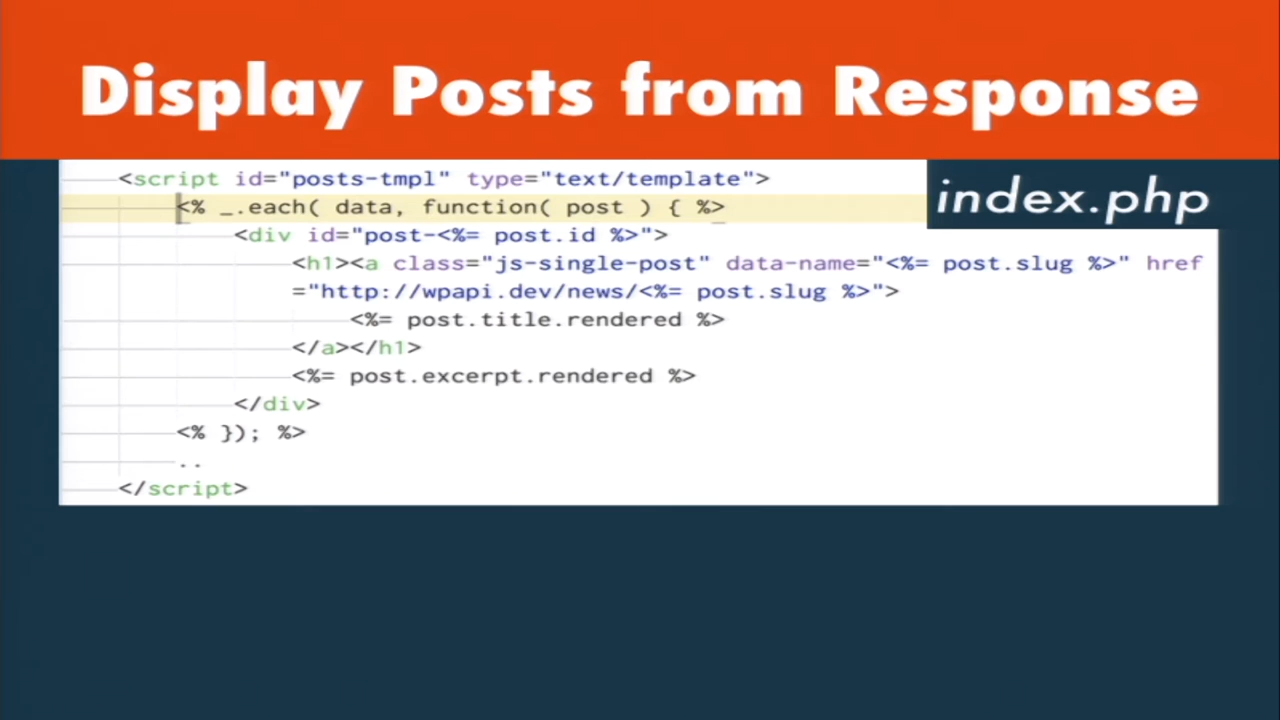 Display Posts from Response
index.php
<script id="posts-tmpl" type="text/template">
<% _.each( data, function( post ) { %>
<div id="post-<%= post.id %>">
<h1><a class="js-single-post" data-name="<%= post.slug %>" href
="http://wpapi.dev/news/<%= post.slug %>">
<%= post.title.rendered %>
</a></h1>
<%= post.excerpt.rendered %>
</div>
<% }); %>
..
</script>